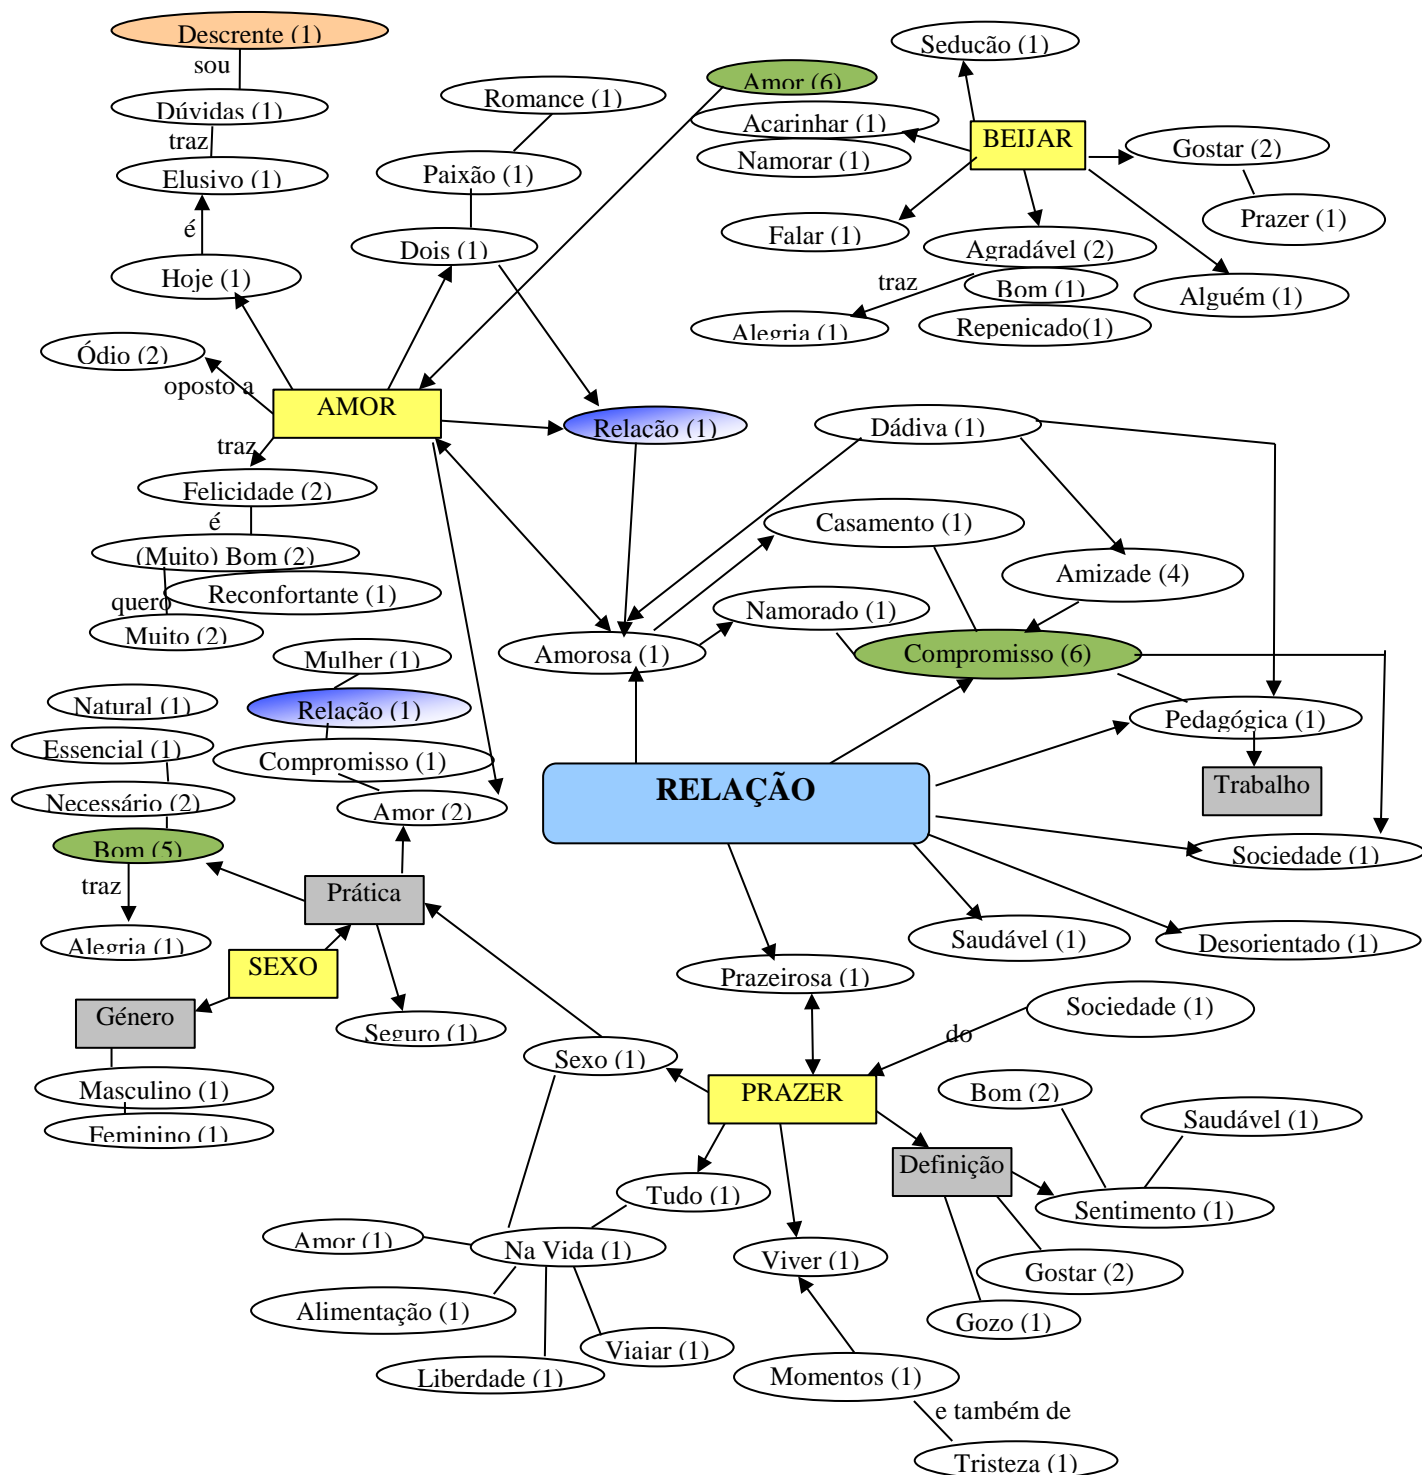 Descrente (1)
sou
Dúvidas (1)
traz
Elusivo (1)
é
Hoje (1)
Ódio (2)
oposto a
Romance (1)
Paixão (1)
Dois (1)
Amor (6)
Acarinhar (1)
Namorar (1)
Sedução (1)
BEIJAR
Gostar (2)
Prazer (1)
Falar (1)
Agradável (2)
traz
Bom (1)
Repenicado(1)
Alguém (1)
Alegria (1)
AMOR
Relação (1)
Dádiva (1)
traz
Felicidade (2)
é
(Muito) Bom (2)
Reconfortante (1)
quero
Muito (2)
Casamento (1)
Amizade (4)
Namorado (1)
Amorosa (1)
Compromisso (6)
Mulher (1)
Relação (1)
Compromisso (1)
Amor (2)
Natural (1)
Essencial (1)
Necessário (2)
Bom (5)
traz
Alegria (1)
Pedagógica (1)
Trabalho
RELAÇÃO
Sociedade (1)
Prática
SEXO
Género
Seguro (1)
Masculino (1)
Feminino (1)
Saudável (1)
Desorientado (1)
Prazeirosa (1)
Sociedade (1)
do
Sexo (1)
PRAZER
Bom (2)
Saudável (1)
Definição
Sentimento (1)
Tudo (1)
Amor (1)
Na Vida (1)
Viver (1)
Gostar (2)
Alimentação (1)
Gozo (1)
Viajar (1)
Liberdade (1)
Momentos (1)
e também de
Tristeza (1)